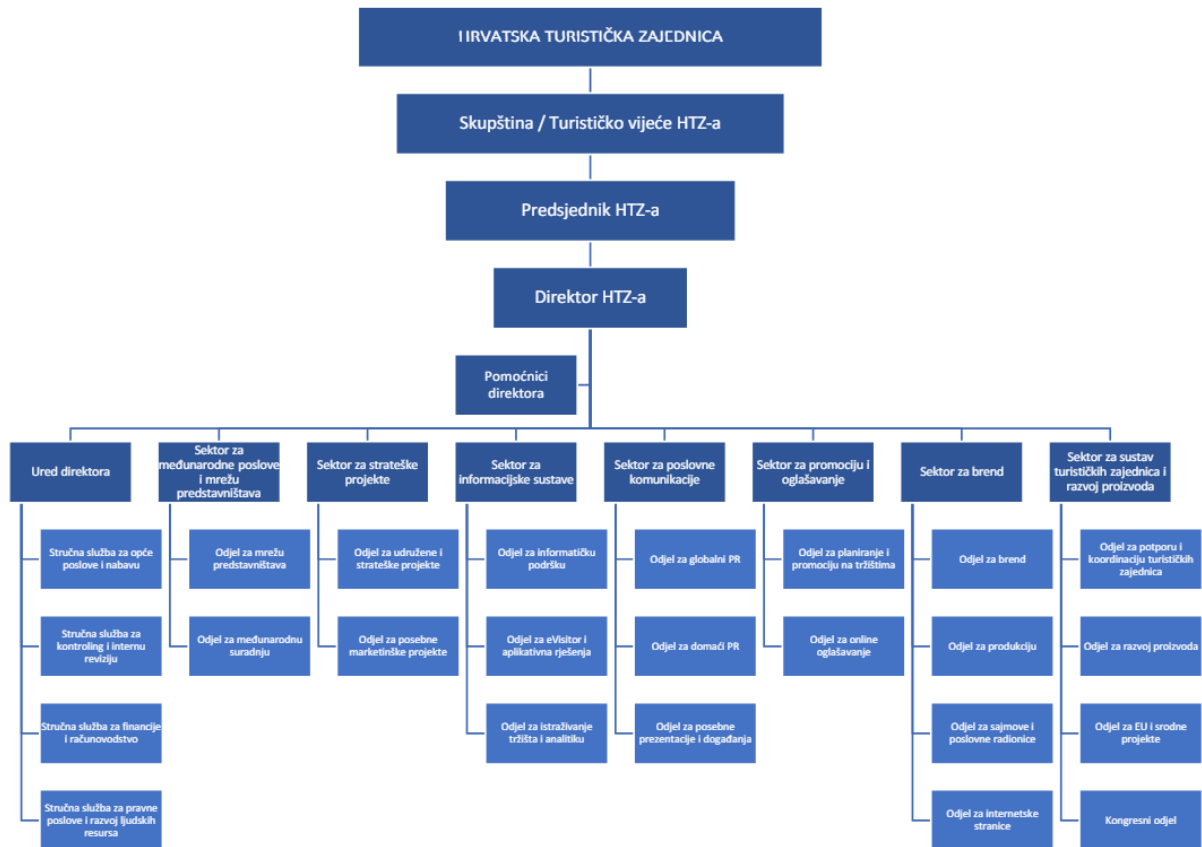 HRVATSKA TURISTIČKA ZAJEDNICA
Skupština / Turističko vijeće HTZ-a
Predsjednik HTZ-a
Direktor HTZ-a
Pomoćnici
direktora
Ured direktora
Sektor za
međunarodne poslove
i mrežu
predstavništava
Sektor za strateške
projekte
Sektor za
informacijske sustave
Sektor za poslovne
komunikacije
Sektor za promociju i
oglašavanje
Sektor za brend
Sektor za sustav
turističkih zajednica i
razvoj proizvoda
Stručna služba za opće
poslove i nabavu
Odjel za mrežu
predstavništava
Odjel za udružene i
strateške projekte
Odjel za informatičku
podršku
Odjel za globalni PR
Odjel za planiranje i
promociju na tržištima
Odjel za brend
Odjel za potporu i
koordinaciju turističkih
zajednica
Stručna služba za
kontroling i internu
reviziju
Odjel za međunarodnu
suradnju
Odjel za posebne
marketinške projekte
Odjel za eVisitor i
aplikativna rješenja
Odjel za domaći PR
Odjel za online
oglašavanje
Odjel za produkciju
Odjel za razvoj proizvoda
Stručna služba za financije
i računovodstvo
Odjel za istraživanje
tržišta i analitiku
Odjel za posebne
prezentacije i događanja
Odjel za sajmove i
poslovne radionice
Odjel za EU i srodne
projekte
Stručna služba za pravne
poslove i razvoj ljudskih
resursa
Odjel za internetske
stranice
Kongresni odjel